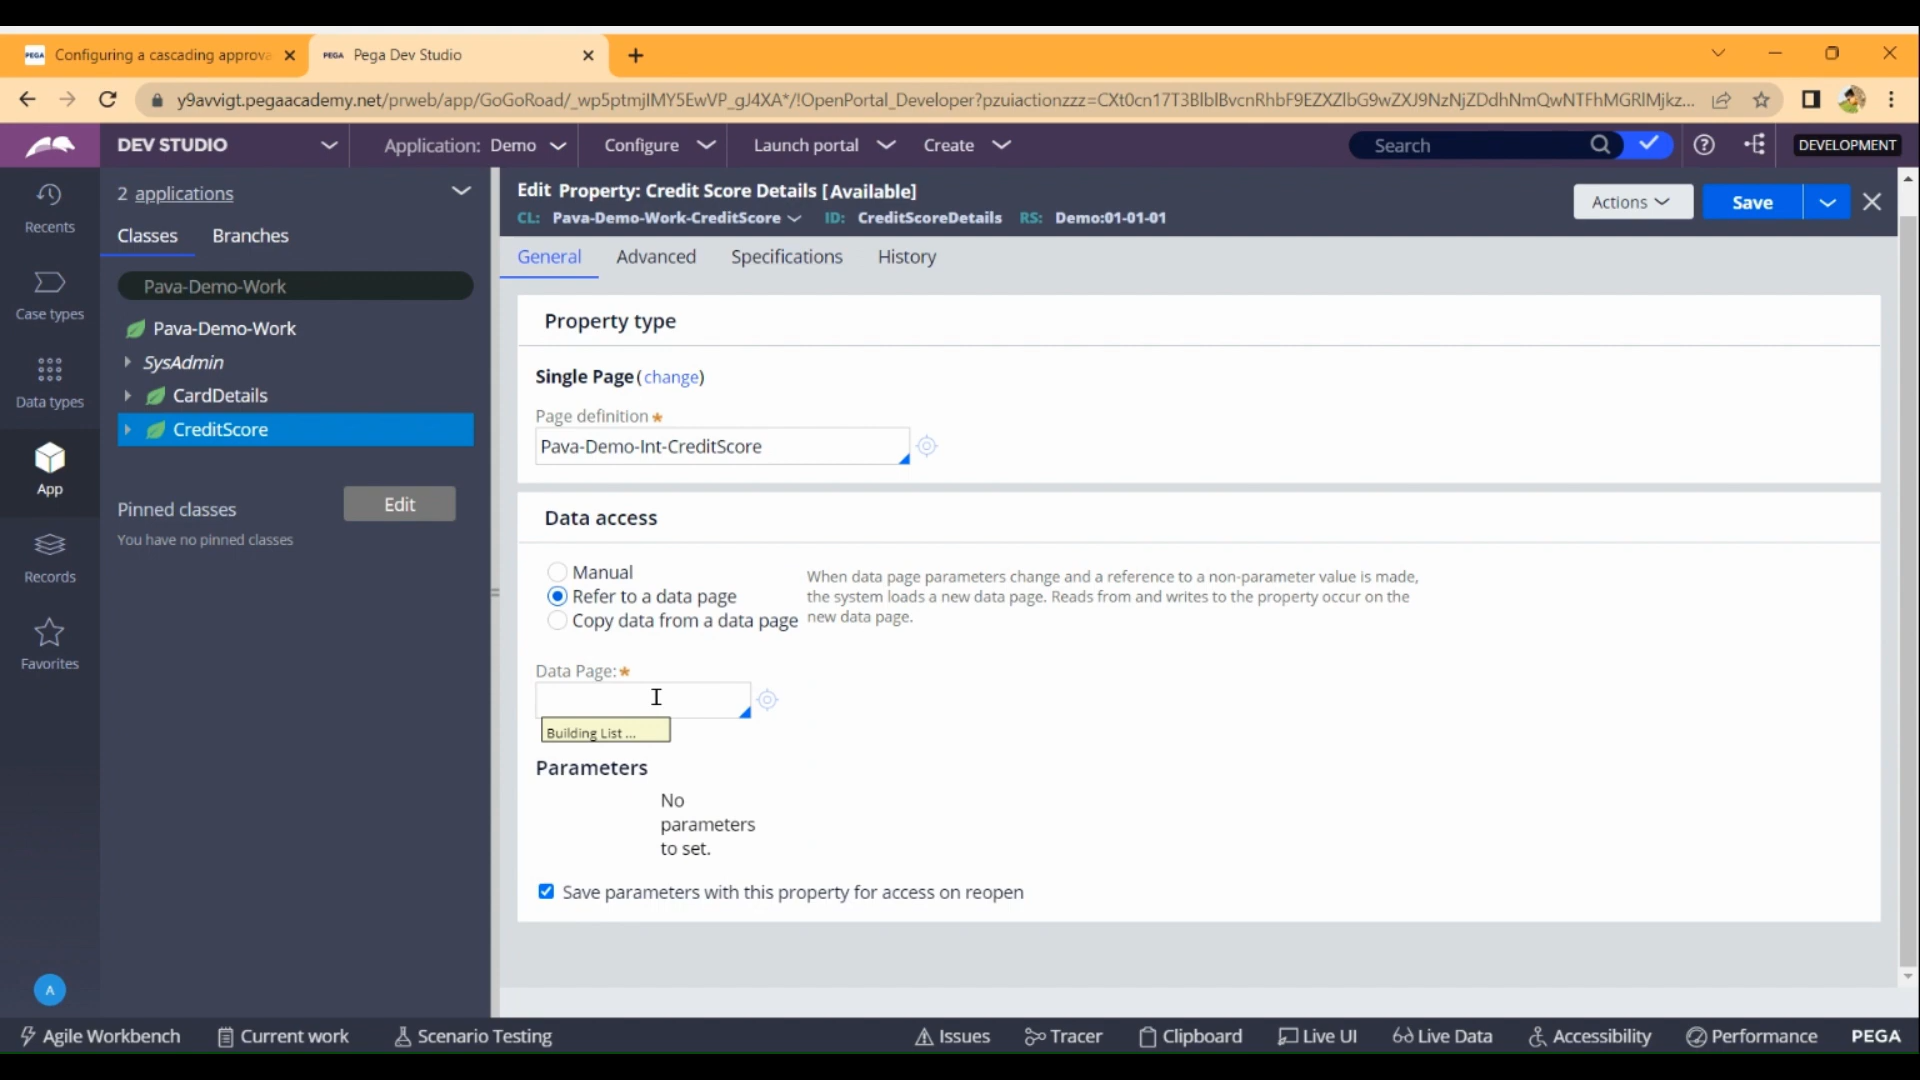 PEGA Configuring a cascading approva
PEGA Pega Dev Studio
y9avvigt.pegaacademy.net/prweb/app/GoGoRoad/_wp5ptmjIMY5EwVP_gJ4XA*/!OpenPortal_Developer?pzuiactionzzz=CXt0cn17T3BlblBvcnRhbF9EZXZlbG9wZXJ9NzNjZDdhNmQwNTFhMGRlMjkz...
DEV STUDIO
Application: Demo
Configure
Launch portal
Create
Search
DEVELOPMENT
Recents
Case types
Data types
App
Records
Favorites
A
2 applications
Classes
Branches
Pava-Demo-Work
Pava-Demo-Work
SysAdmin
CardDetails
CreditScore
Pinned classes
Edit
You have no pinned classes
Edit Property: Credit Score Details [Available]
CL: Pava-Demo-Work-CreditScore ID: CreditScoreDetails RS: Demo:01-01-01
Actions
Save
General
Advanced
Specifications
History
Property type
Single Page (change)
Page definition *
Pava-Demo-Int-CreditScore
Data access
Manual
Refer to a data page
Copy data from a data page
When data page parameters change and a reference to a non-parameter value is made,
the system loads a new data page. Reads from and writes to the property occur on the
new data page.
Data Page: *
Building List ...
Parameters
No
parameters
to set.
Save parameters with this property for access on reopen
Agile Workbench
Current work
Scenario Testing
Issues
Tracer
Clipboard
Live UI
Live Data
Accessibility
Performance
PEGA